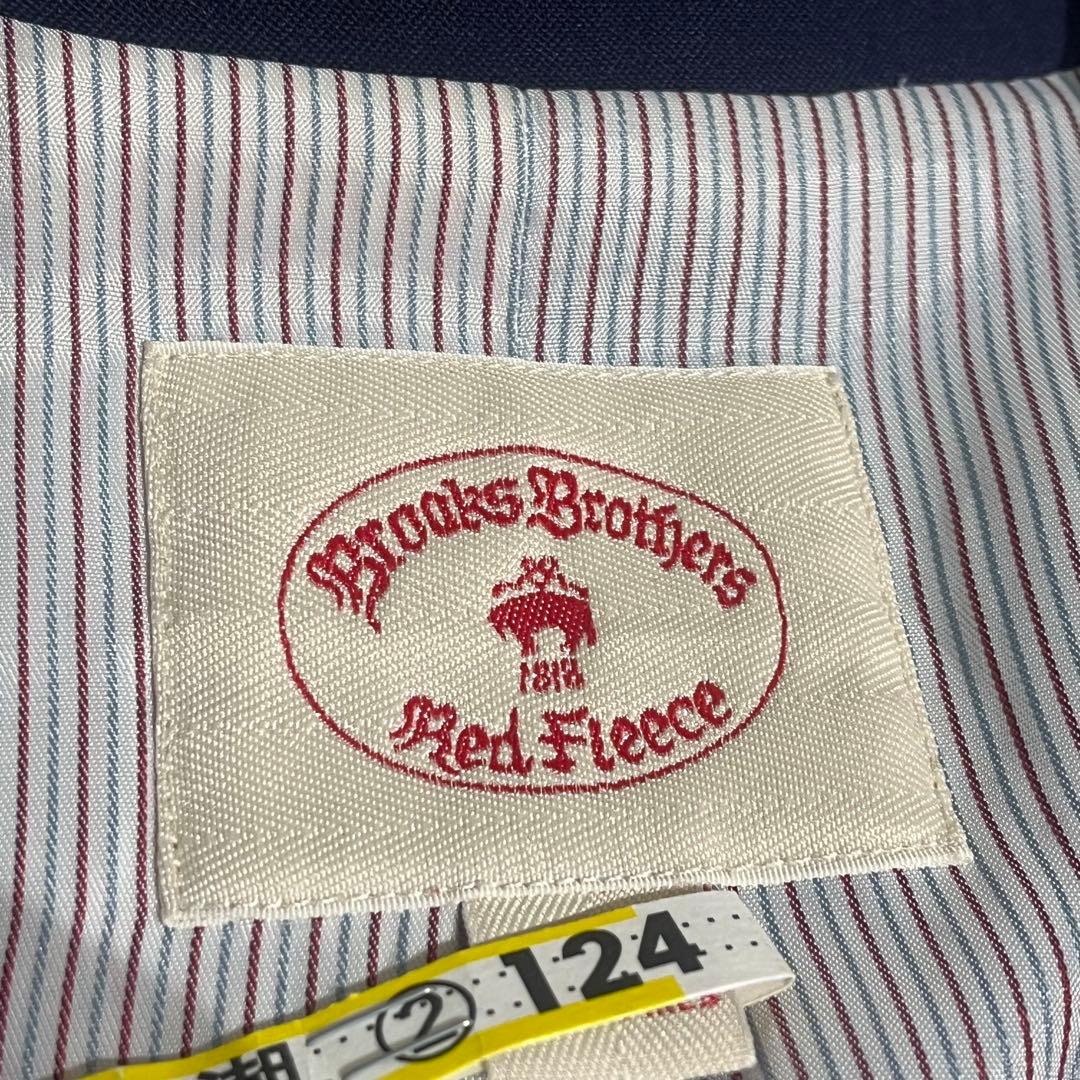 Brooks Brothers
1818
Red Fleece
② 124